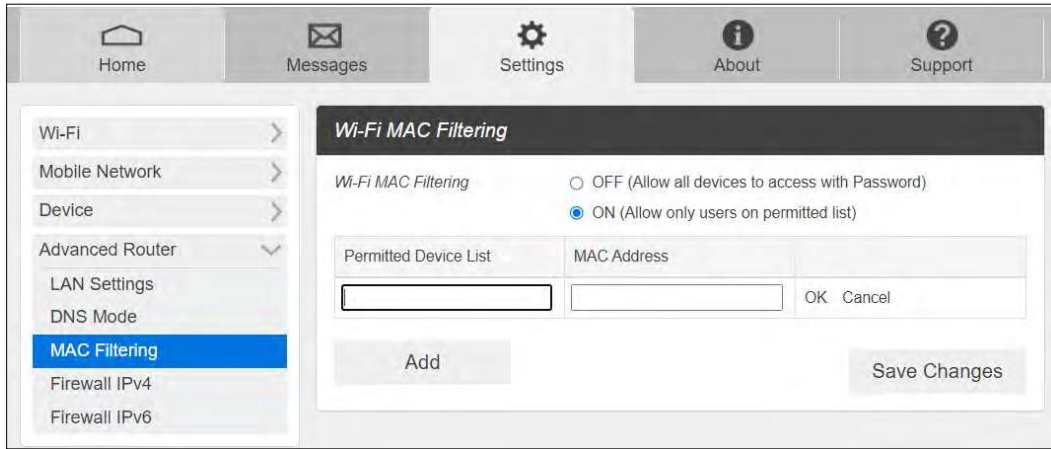 Home
Messages
Settings
About
Support
Wi-Fi
Mobile Network
Device
Advanced Router
LAN Settings
DNS Mode
MAC Filtering
Firewall IPv4
Firewall IPv6
Wi-Fi MAC Filtering
Wi-Fi MAC Filtering
OFF (Allow all devices to access with Password)
ON (Allow only users on permitted list)
Permitted Device List MAC Address
OK Cancel
Add
Save Changes